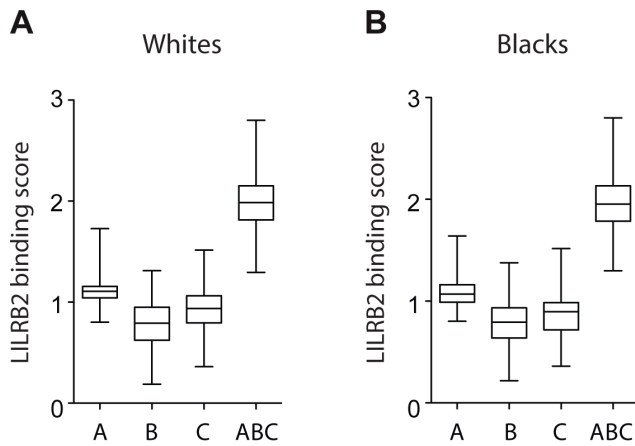 A
Whites
LILRB2 binding score
3
2
1
0
A B C ABC
B
Blacks
LILRB2 binding score
3
2
1
0
A B C ABC